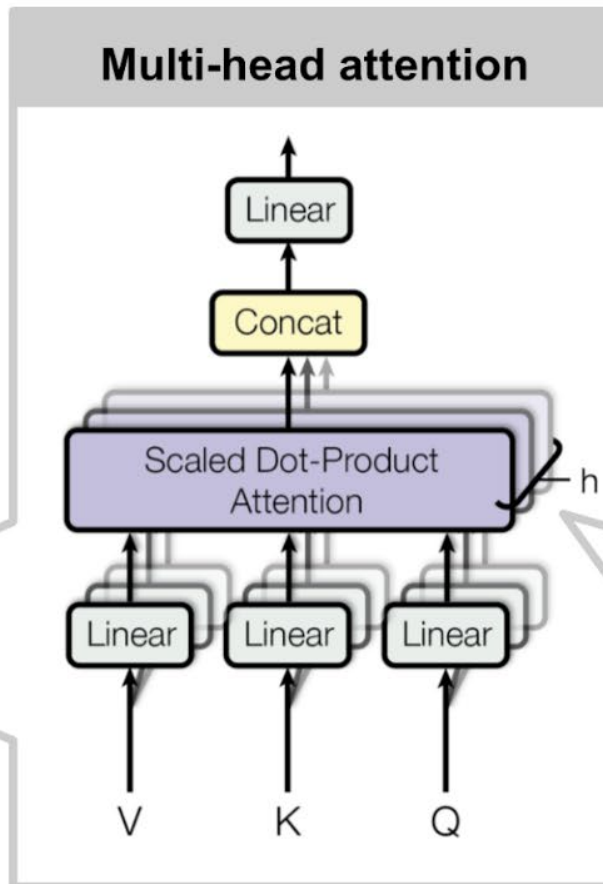 Multi-head attention
Linear
Concat
Scaled Dot-Product
Attention
h
Linear Linear Linear
V K Q